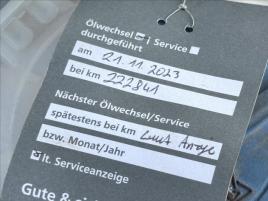 Ölwechsel / Service
durchgeführt
am 21.11.2023
bei km 222841
Nächster Ölwechsel/Service
spätestens bei km laut Anzeige
bzw. Monat/Jahr
lt. Serviceanzeige
Gute &